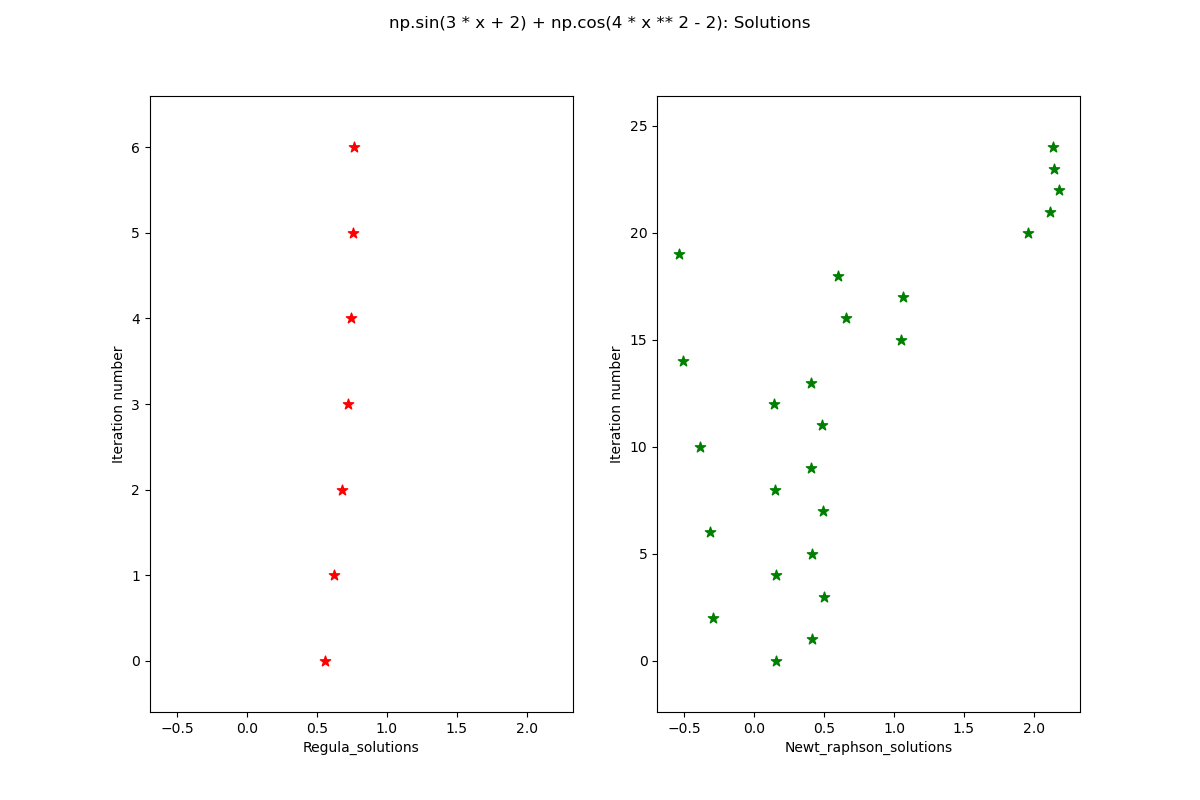 np.sin(3 * x + 2) + np.cos(4 * x ** 2 - 2): Solutions
6
5
4
3
2
1
0
Iteration number
−0.5 0.0 0.5 1.0 1.5 2.0
Regula_solutions
25
20
15
10
5
0
Iteration number
−0.5 0.0 0.5 1.0 1.5 2.0
Newt_raphson_solutions